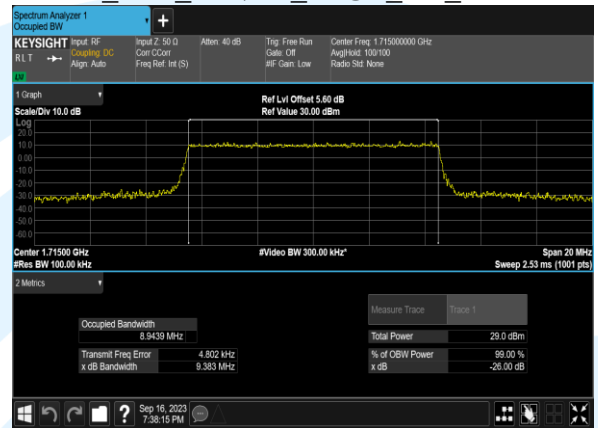 Spectrum Analyzer 1
Occupied BW
+
KEYSIGHT Input: RF Input Z: 50 Ω Atten: 40 dB Trig: Free Run Center Freq: 1.715000000 GHz
RLT Coupling: DC Corr CCorr Gate: Off Avg|Hold: 100/100
Align: Auto Freq Ref: Int (S) #IF Gain: Low Radio Std: None
1 Graph
Ref Lvl Offset 5.60 dB
Scale/Div 10.0 dB Ref Value 30.00 dBm
Log
20.0
10.0
0.00
-10.0
-20.0
-30.0
-40.0
-50.0
-60.0
Center 1.71500 GHz #Video BW 300.00 kHz* Span 20 MHz
#Res BW 100.00 kHz Sweep 2.53 ms (1001 pts)
2 Metrics
Measure Trace Trace 1
Occupied Bandwidth
8.9439 MHz Total Power 29.0 dBm
Transmit Freq Error 4.802 kHz % of OBW Power 99.00 %
x dB Bandwidth 9.383 MHz x dB -26.00 dB
? Sep 16, 2023
7:38:15 PM